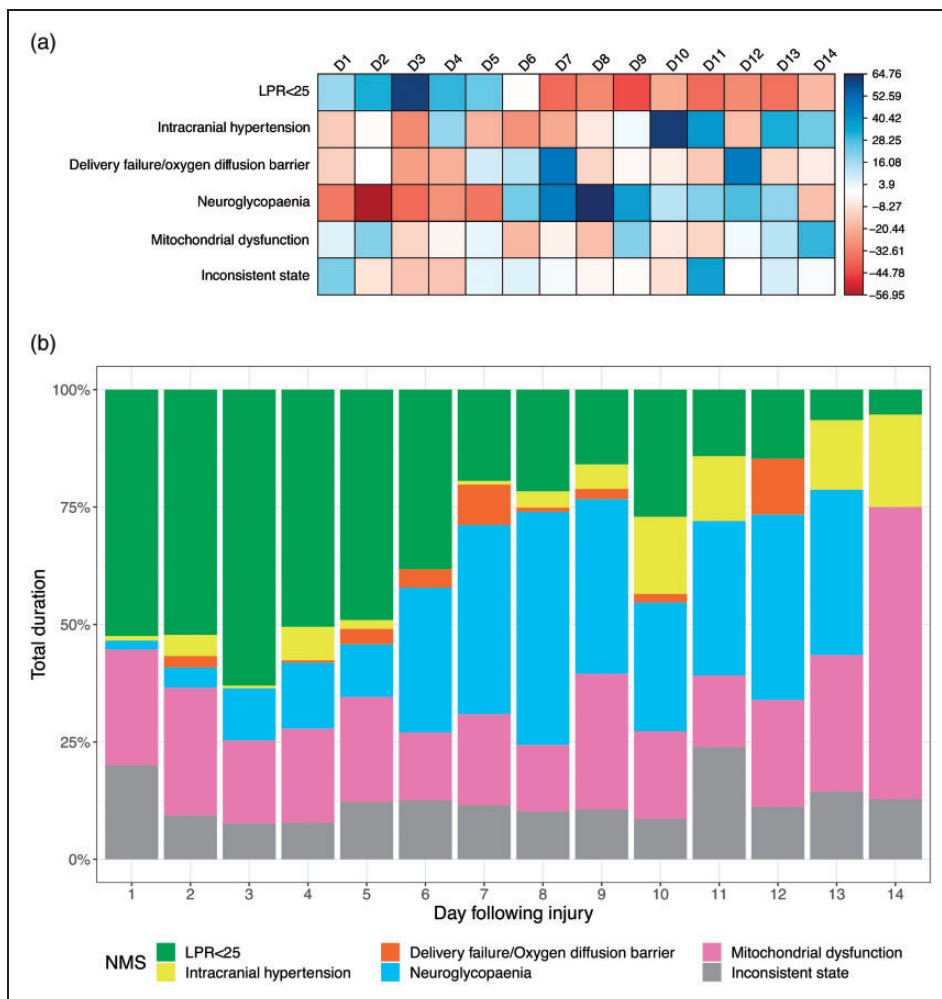 (a)
D1 D2 D3 D4 D5 D6 D7 D8 D9 D10 D11 D12 D13 D14
LPR<25
Intracranial hypertension
Delivery failure/oxygen diffusion barrier
Neuroglycopaenia
Mitochondrial dysfunction
Inconsistent state
64.76
52.59
40.42
28.25
16.08
3.9
−8.27
−20.44
−32.61
−44.78
−56.95
(b)
100%
75%
50%
25%
0%
Total duration
1 2 3 4 5 6 7 8 9 10 11 12 13 14
Day following injury
NMS
LPR<25
Intracranial hypertension
Delivery failure/Oxygen diffusion barrier
Neuroglycopaenia
Mitochondrial dysfunction
Inconsistent state